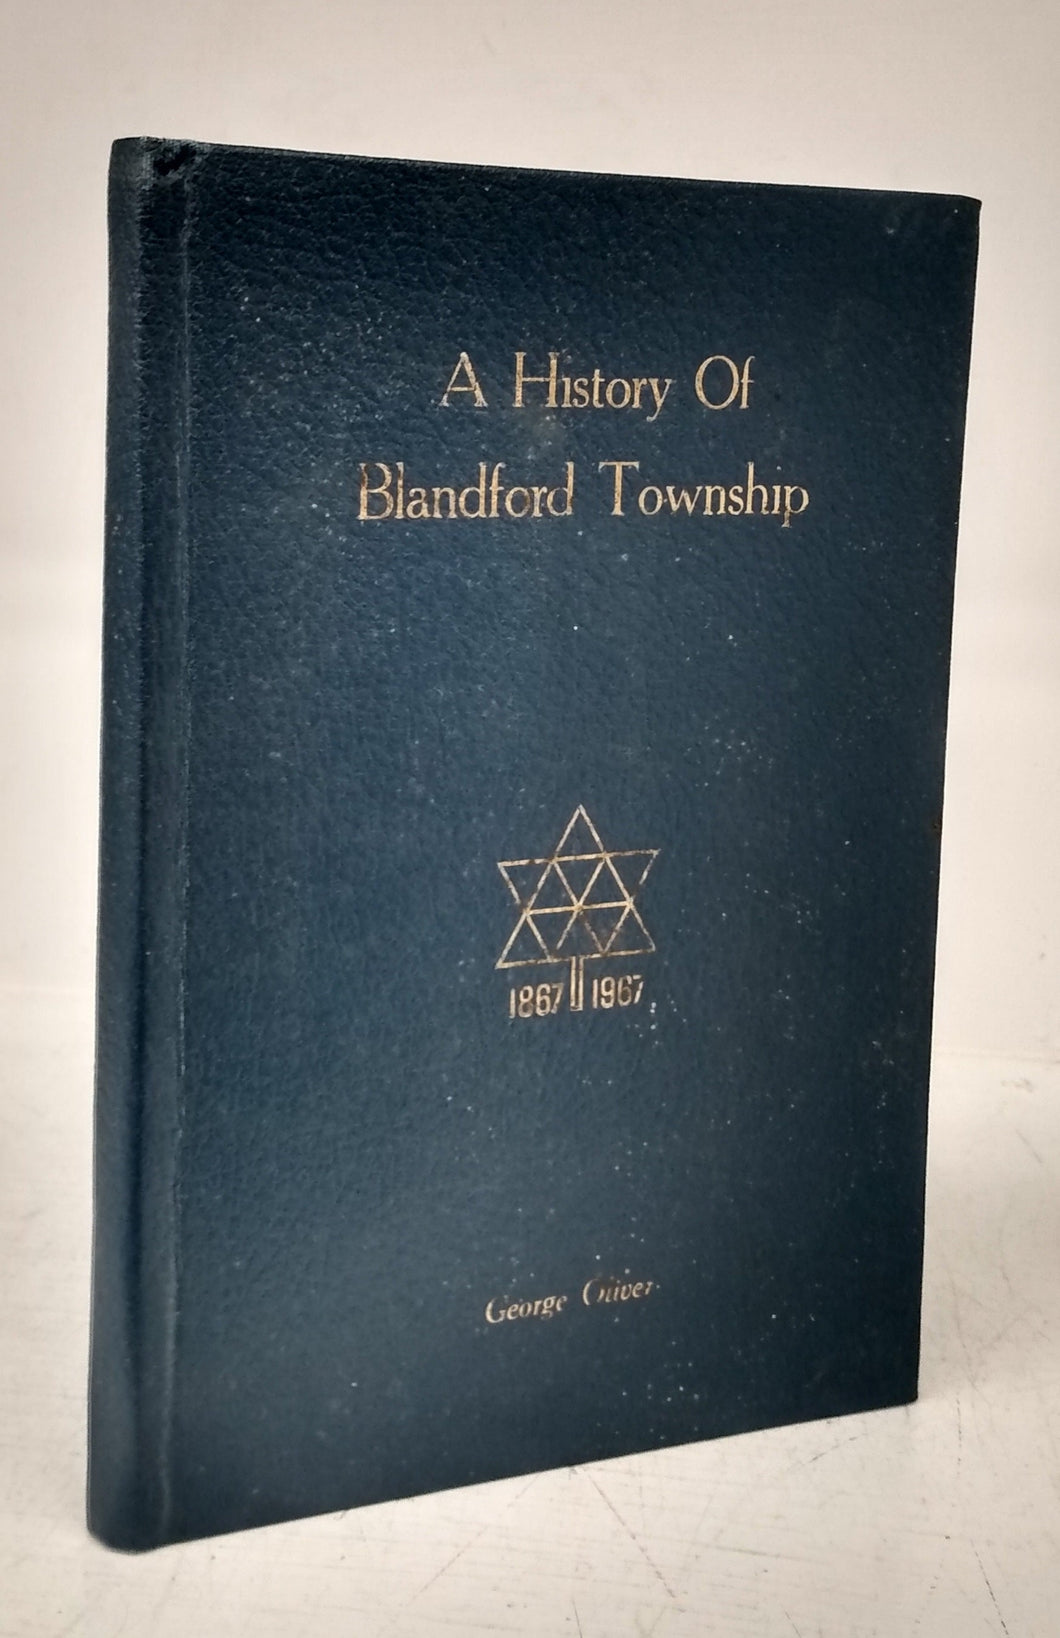 A History Of
Blandford Township
1867 1967
George Oliver